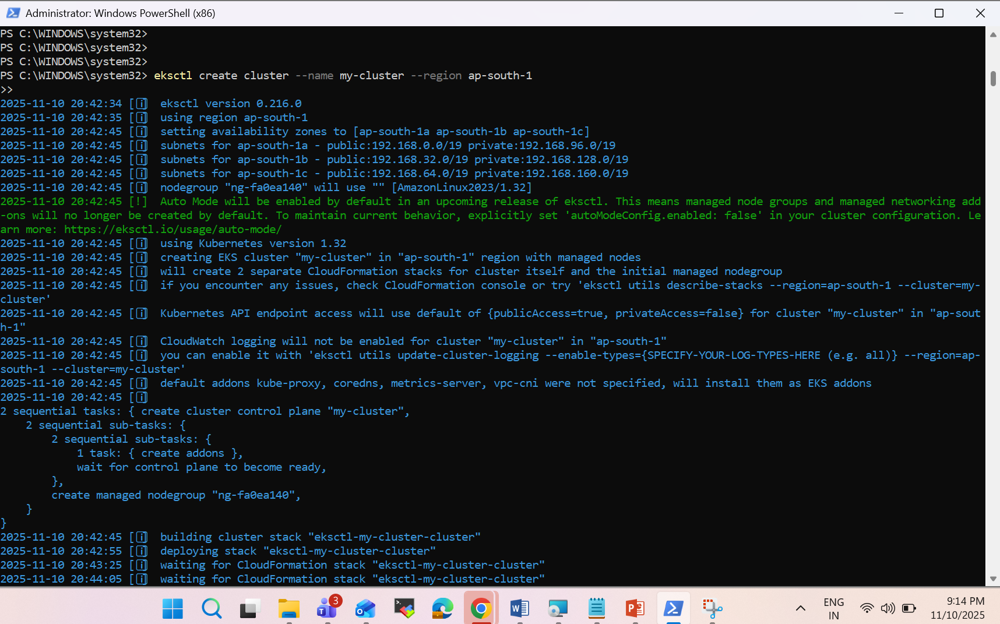 Administrator: Windows PowerShell (x86)
PS C:\WINDOWS\system32>
PS C:\WINDOWS\system32>
PS C:\WINDOWS\system32>
PS C:\WINDOWS\system32> eksctl create cluster --name my-cluster --region ap-south-1
>>
2025-11-10 20:42:34 [ℹ]  eksctl version 0.216.0
2025-11-10 20:42:35 [ℹ]  using region ap-south-1
2025-11-10 20:42:45 [ℹ]  setting availability zones to [ap-south-1a ap-south-1b ap-south-1c]
2025-11-10 20:42:45 [ℹ]  subnets for ap-south-1a - public:192.168.0.0/19 private:192.168.96.0/19
2025-11-10 20:42:45 [ℹ]  subnets for ap-south-1b - public:192.168.32.0/19 private:192.168.128.0/19
2025-11-10 20:42:45 [ℹ]  subnets for ap-south-1c - public:192.168.64.0/19 private:192.168.160.0/19
2025-11-10 20:42:45 [ℹ]  nodegroup "ng-fa0ea140" will use "" [AmazonLinux2023/1.32]
2025-11-10 20:42:45 [!]  Auto Mode will be enabled by default in an upcoming release of eksctl. This means managed node groups and managed networking add
-ons will no longer be created by default. To maintain current behavior, explicitly set 'autoModeConfig.enabled: false' in your cluster configuration. Le
arn more: https://eksctl.io/usage/auto-mode/
2025-11-10 20:42:45 [ℹ]  using Kubernetes version 1.32
2025-11-10 20:42:45 [ℹ]  creating EKS cluster "my-cluster" in "ap-south-1" region with managed nodes
2025-11-10 20:42:45 [ℹ]  will create 2 separate CloudFormation stacks for cluster itself and the initial managed nodegroup
2025-11-10 20:42:45 [ℹ]  if you encounter any issues, check CloudFormation console or try 'eksctl utils describe-stacks --region=ap-south-1 --cluster=my-
cluster'
2025-11-10 20:42:45 [ℹ]  Kubernetes API endpoint access will use default of {publicAccess=true, privateAccess=false} for cluster "my-cluster" in "ap-sout
h-1"
2025-11-10 20:42:45 [ℹ]  CloudWatch logging will not be enabled for cluster "my-cluster" in "ap-south-1"
2025-11-10 20:42:45 [ℹ]  you can enable it with 'eksctl utils update-cluster-logging --enable-types={SPECIFY-YOUR-LOG-TYPES-HERE (e.g. all)} --region=ap-
south-1 --cluster=my-cluster'
2025-11-10 20:42:45 [ℹ]  default addons kube-proxy, coredns, metrics-server, vpc-cni were not specified, will install them as EKS addons
2025-11-10 20:42:45 [ℹ]
2 sequential tasks: { create cluster control plane "my-cluster",
    2 sequential sub-tasks: {
        2 sequential sub-tasks: {
            1 task: { create addons },
            wait for control plane to become ready,
        },
        create managed nodegroup "ng-fa0ea140",
    }
}
2025-11-10 20:42:45 [ℹ]  building cluster stack "eksctl-my-cluster-cluster"
2025-11-10 20:42:55 [ℹ]  deploying stack "eksctl-my-cluster-cluster"
2025-11-10 20:43:25 [ℹ]  waiting for CloudFormation stack "eksctl-my-cluster-cluster"
2025-11-10 20:44:05 [ℹ]  waiting for CloudFormation stack "eksctl-my-cluster-cluster"
3
ENG
IN
9:14 PM
11/10/2025